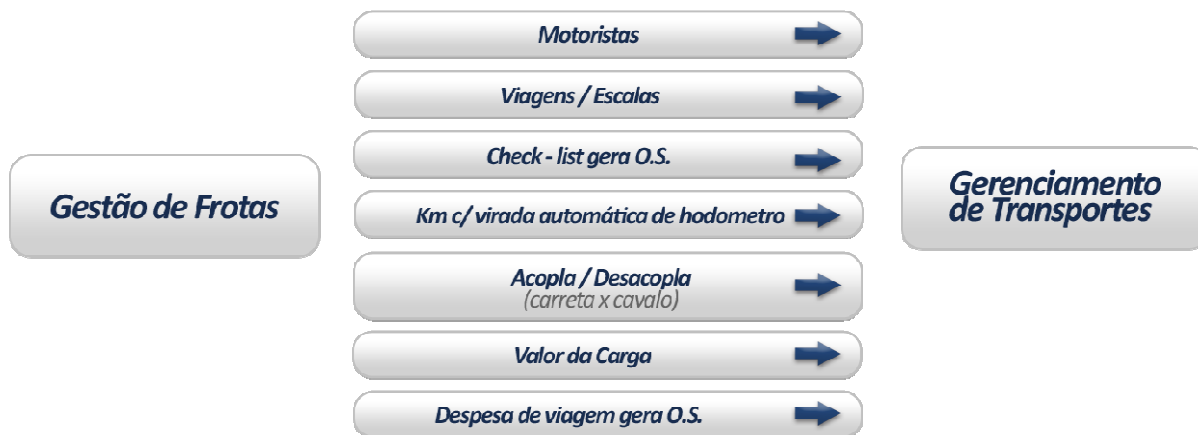 Motoristas
Viagens / Escalas
Check - list gera O.S.
Gestão de Frotas
Km c/ virada automática de hodometro
Acopla / Desacopla
(carreta x cavalo)
Valor da Carga
Despesa de viagem gera O.S.
Gerenciamento
de Transportes